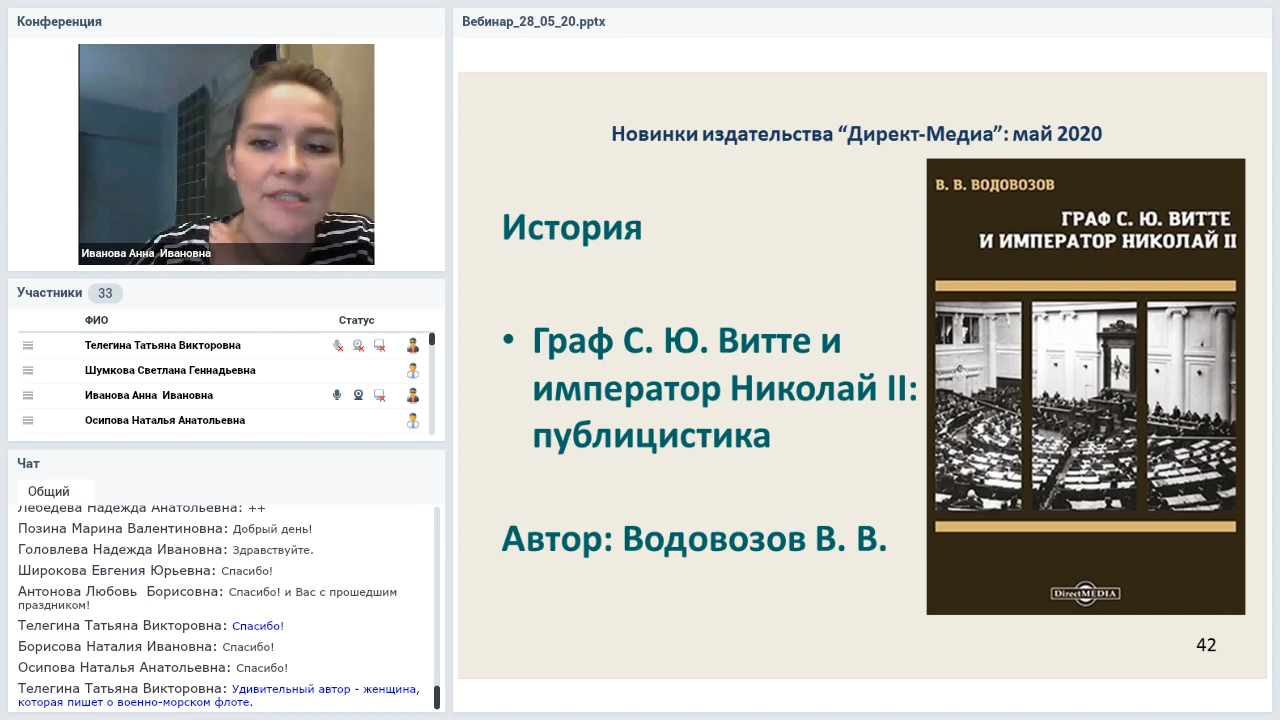 Конференция
Иванова Анна  Ивановна
Участники 33
ФИО Статус
Телегина Татьяна Викторовна
Шумкова Светлана Геннадьевна
Иванова Анна  Ивановна
Осипова Наталья Анатольевна
Чат
Общий
Лебедева Надежда Анатольевна: ++
Позина Марина Валентиновна: Добрый день!
Головлева Надежда Ивановна: Здравствуйте.
Широкова Евгения Юрьевна: Спасибо!
Антонова Любовь  Борисовна: Спасибо! и Вас с прошедшим
праздником!
Телегина Татьяна Викторовна: Спасибо!
Борисова Наталия Ивановна: Спасибо!
Осипова Наталья Анатольевна: Спасибо!
Телегина Татьяна Викторовна: Удивительный автор - женщина,
которая пишет о военно-морском флоте.
Вебинар_28_05_20.pptx
Новинки издательства “Директ-Медиа”: май 2020
История
• Граф С. Ю. Витте и
император Николай II:
публицистика
Автор: Водовозов В. В.
В. В. ВОДОВОЗОВ
ГРАФ С. Ю. ВИТТЕ
И ИМПЕРАТОР НИКОЛАЙ II
DirectMEDIA
42